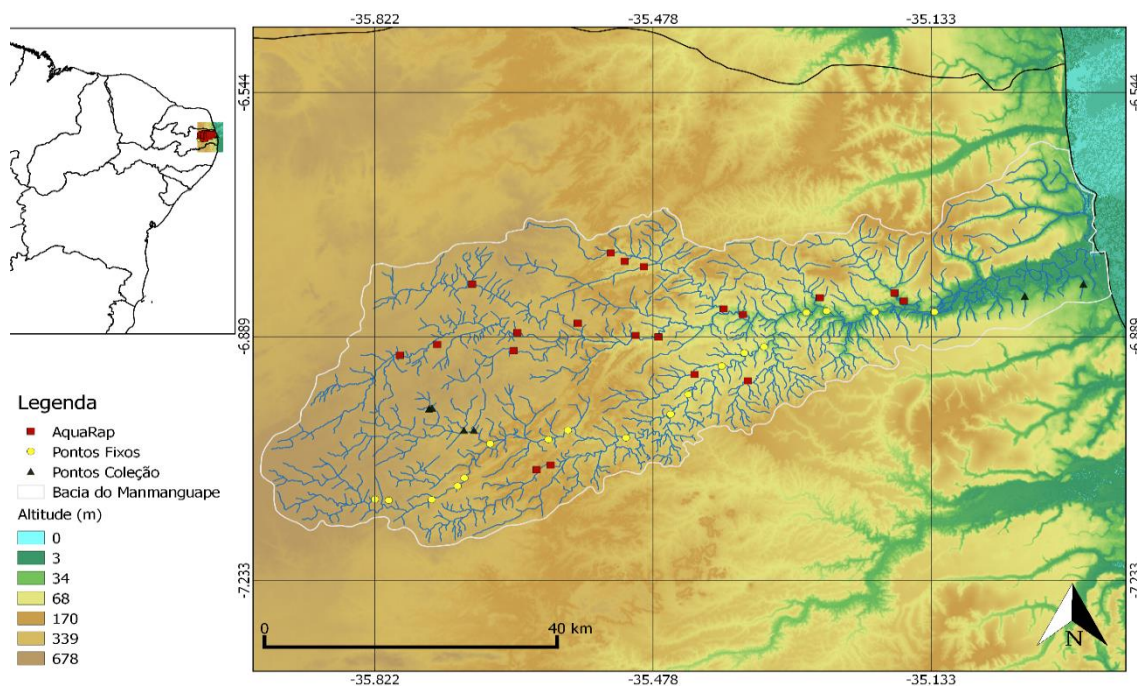 -35.822 -35.478 -35.133
-6.544 -6.544
-6.889 -6.889
-7.233 -7.233
Legenda
AquaRap
Pontos Fixos
Pontos Coleção
Bacia do Manmanguape
Altitude (m)
0
3
34
68
170
339
678
0 40 km
N
-35.822 -35.478 -35.133